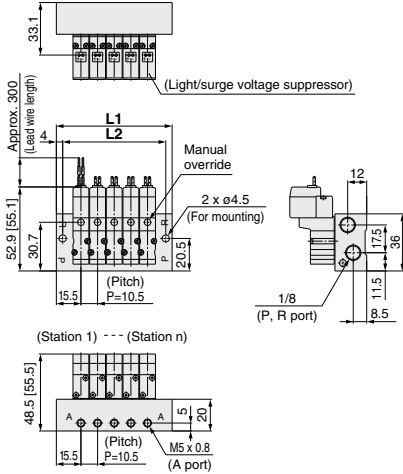 33.1
(Light/surge voltage suppressor)
Approx. 300
(Lead wire length)
L1
4
L2
Manual
override
12
2 x ø4.5
(For mounting)
52.9 [55.1]
30.7
R
R
P
P
20.5
17.5
36
11.5
(Pitch)
15.5
P=10.5
1/8
(P, R port)
8.5
(Station 1) --- (Station n)
48.5 [55.5]
A
A
5
20
(Pitch)
15.5
P=10.5
M5 x 0.8
(A port)